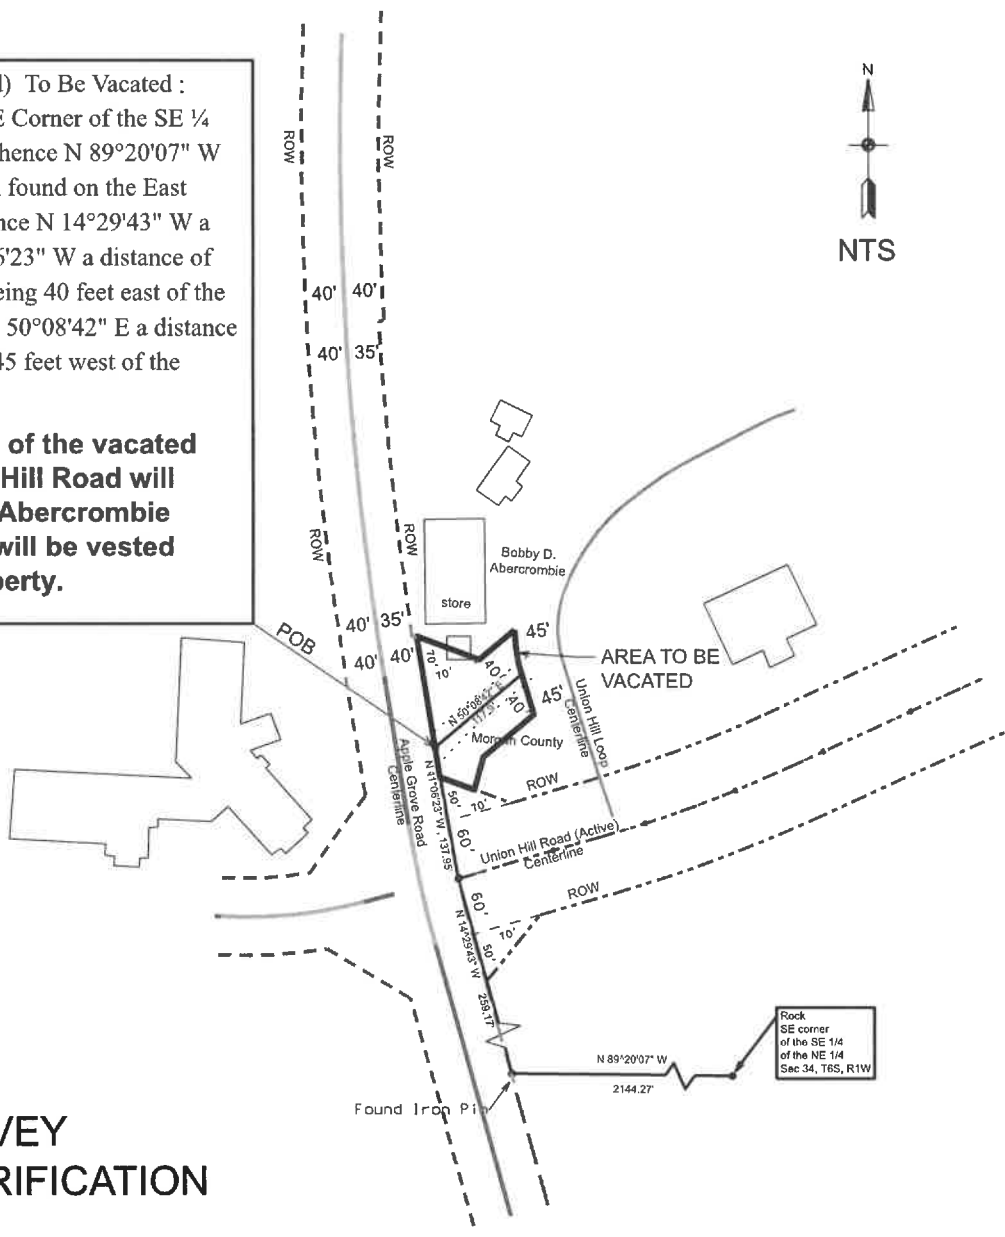 l) To Be Vacated :
E Corner of the SE ¼
hence N 89°20'07" W
found on the East
nce N 14°29'43" W a
6'23" W a distance of
eing 40 feet east of the
50°08'42" E a distance
45 feet west of the
of the vacated
Hill Road will
Abercrombie
will be vested
perty.
N
NTS
ROW
ROW
40' 40'
40' 35'
ROW
ROW
Bobby D.
Abercrombie
store
40' 35'
40' 40'
POB
70'
70'
40'
45'
AREA TO BE
VACATED
N 50°08'42" E
117.9'
40'
45'
Union Hill Loop
Centerline
Morgan County
Apple Grove Road
Centerline
N 41^06'23" W , 137.95'
50'
70'
ROW
60'
Union Hill Road (Active)
Centerline
60'
ROW
70'
50'
N 14^29'43" W 259.17'
Rock
SE corner
of the SE 1/4
of the NE 1/4
Sec 34, T6S, R1W
N 89^20'07" W
2144.27'
Found Iron Pin
VEY
RIFICATION